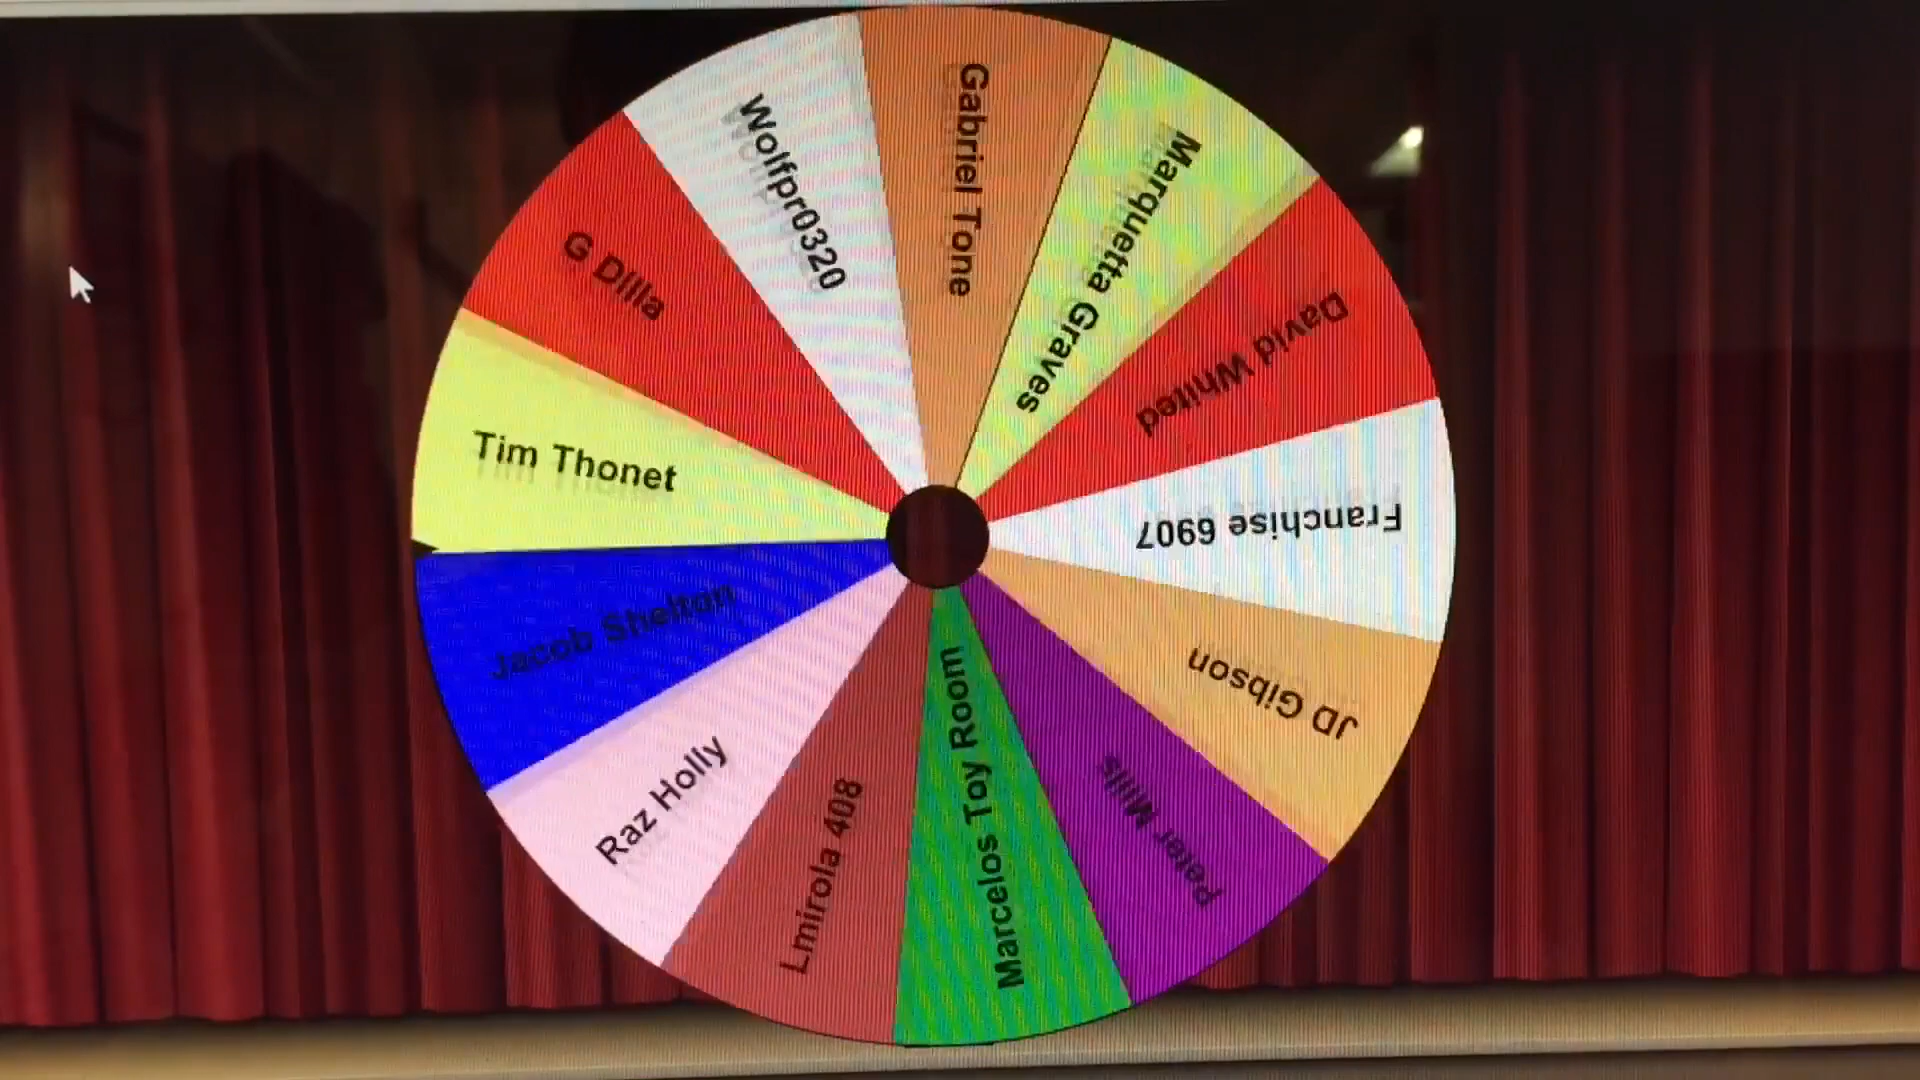 Gabriel Tone
Marquetta Graves
David Whited
Franchise 6907
JD Gibson
Peter Mills
Marcelos Toy Room
Lmirola 408
Raz Holly
Jacob Shelton
Tim Thonet
G Dilla
Wolfpr0320